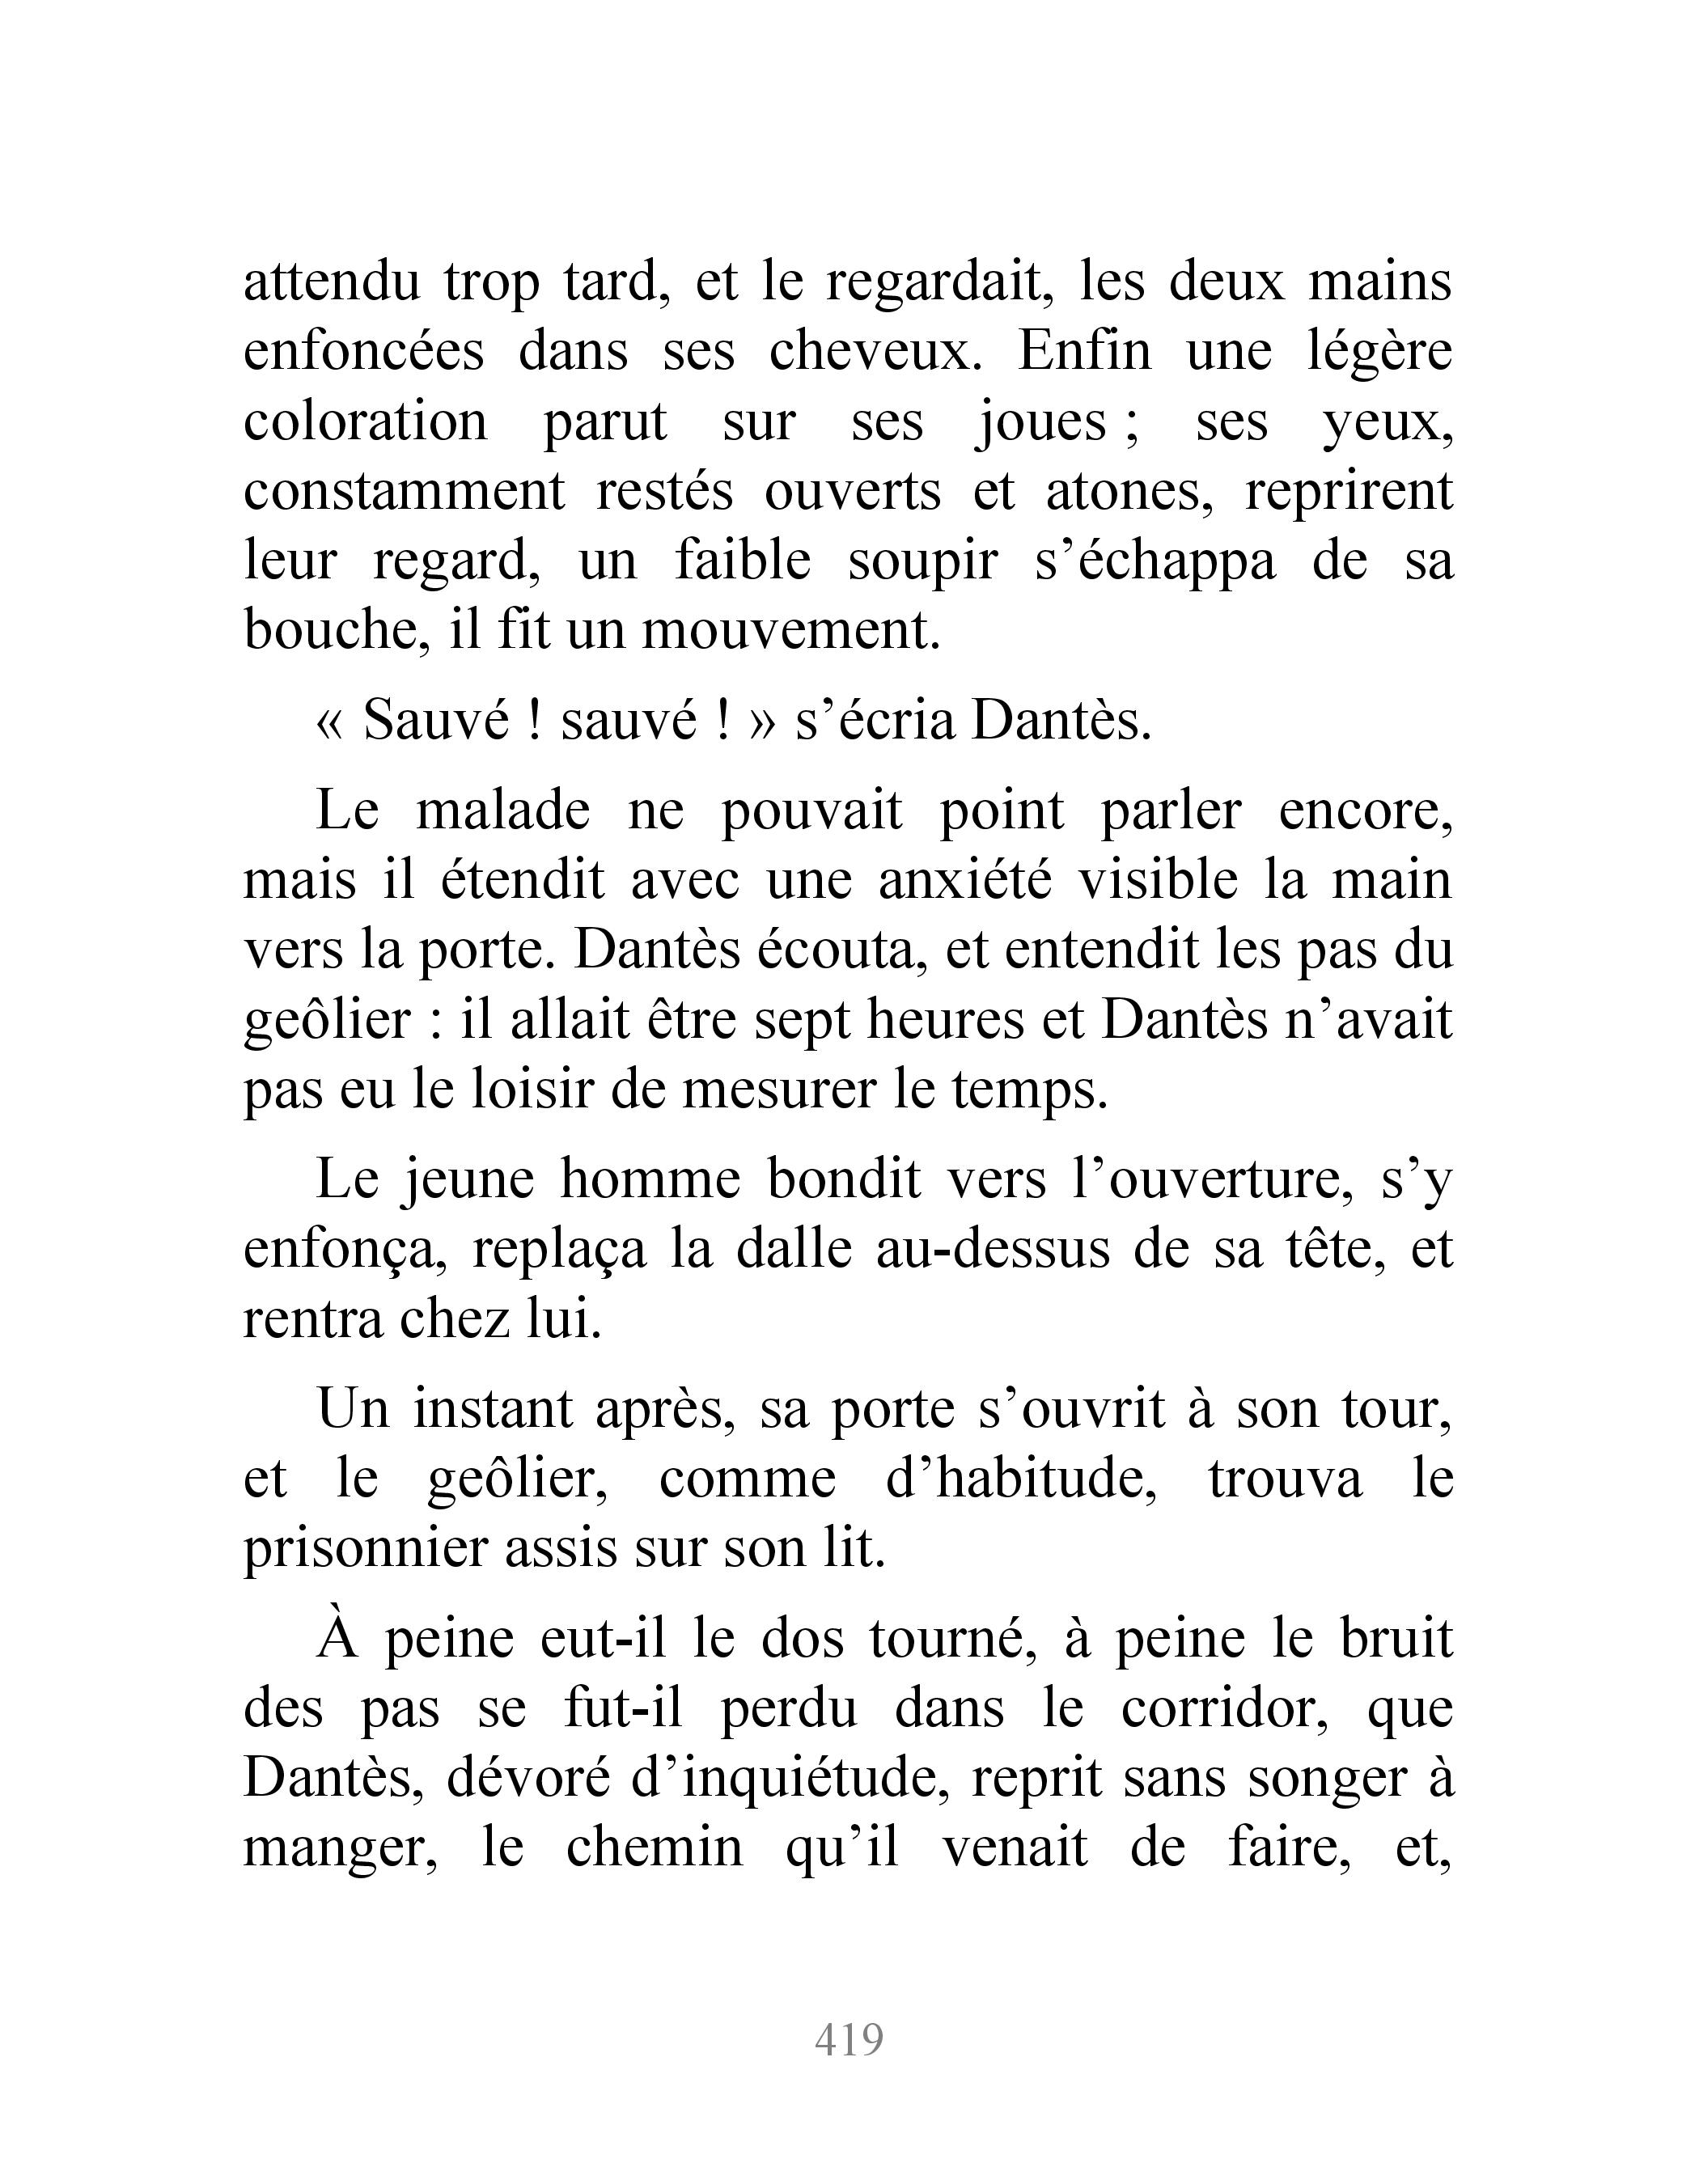 attendu trop tard, et le regardait, les deux mains
enfoncées dans ses cheveux. Enfin une légère
coloration parut sur ses joues ; ses yeux,
constamment restés ouverts et atones, reprirent
leur regard, un faible soupir s’échappa de sa
bouche, il fit un mouvement.
« Sauvé ! sauvé ! » s’écria Dantès.
Le malade ne pouvait point parler encore,
mais il étendit avec une anxiété visible la main
vers la porte. Dantès écouta, et entendit les pas du
geôlier : il allait être sept heures et Dantès n’avait
pas eu le loisir de mesurer le temps.
Le jeune homme bondit vers l’ouverture, s’y
enfonça, replaça la dalle au-dessus de sa tête, et
rentra chez lui.
Un instant après, sa porte s’ouvrit à son tour,
et le geôlier, comme d’habitude, trouva le
prisonnier assis sur son lit.
À peine eut-il le dos tourné, à peine le bruit
des pas se fut-il perdu dans le corridor, que
Dantès, dévoré d’inquiétude, reprit sans songer à
manger, le chemin qu’il venait de faire, et,
419